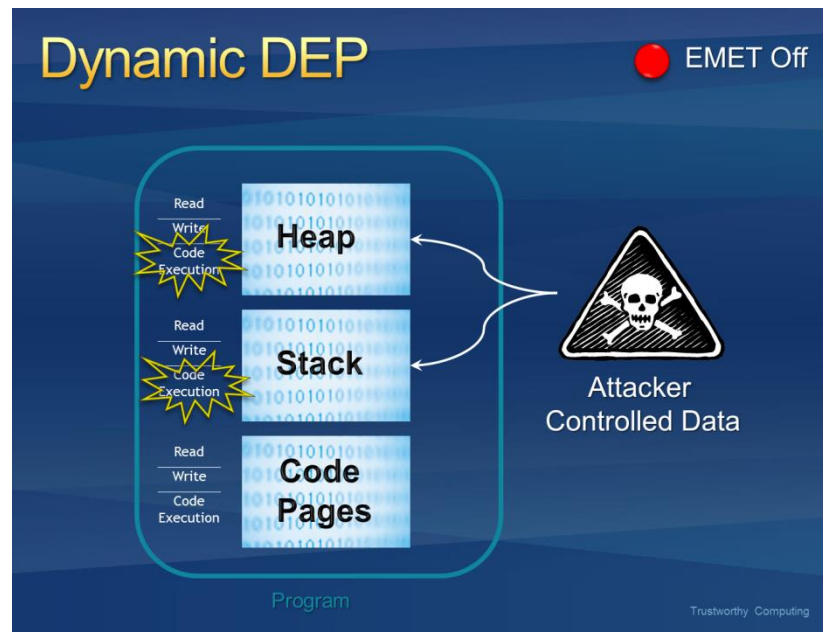 Dynamic DEP
EMET Off
Read
Write
Code
Execution
Heap
Read
Write
Code
Execution
Stack
Read
Write
Code
Execution
Code
Pages
Attacker
Controlled Data
Program
Trustworthy Computing